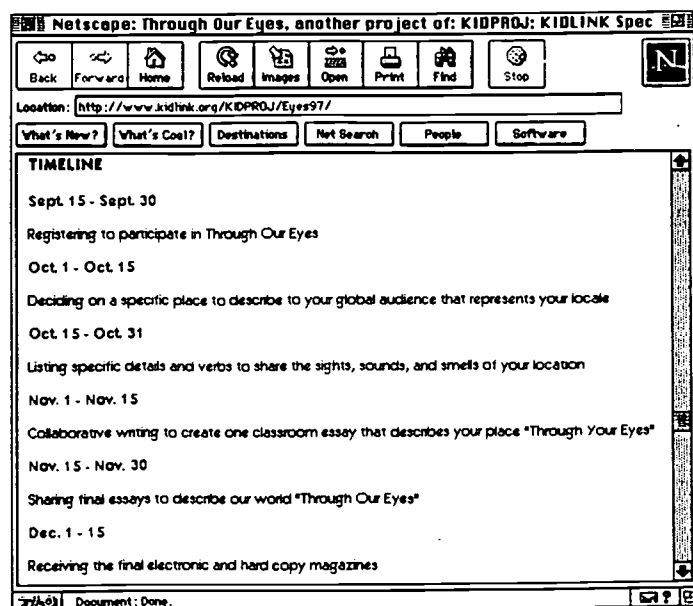 Netscape: Through Our Eyes, another project of: KIDPROJ: KIDLINK Spec
Back Forward Home Reload Images Open Print Find Stop
N
Location: http://www.kidlink.org/KIDPROJ/Eyes97/
What's New? What's Cool? Destinations Net Search People Software
TIMELINE
Sept. 15 - Sept. 30
Registering to participate in Through Our Eyes
Oct. 1 - Oct. 15
Deciding on a specific place to describe to your global audience that represents your locale
Oct. 15 - Oct. 31
Listing specific details and verbs to share the sights, sounds, and smells of your location
Nov. 1 - Nov. 15
Collaborative writing to create one classroom essay that describes your place "Through Your Eyes"
Nov. 15 - Nov. 30
Sharing final essays to describe our world "Through Our Eyes"
Dec. 1 - 15
Receiving the final electronic and hard copy magazines
Document: Done.
?